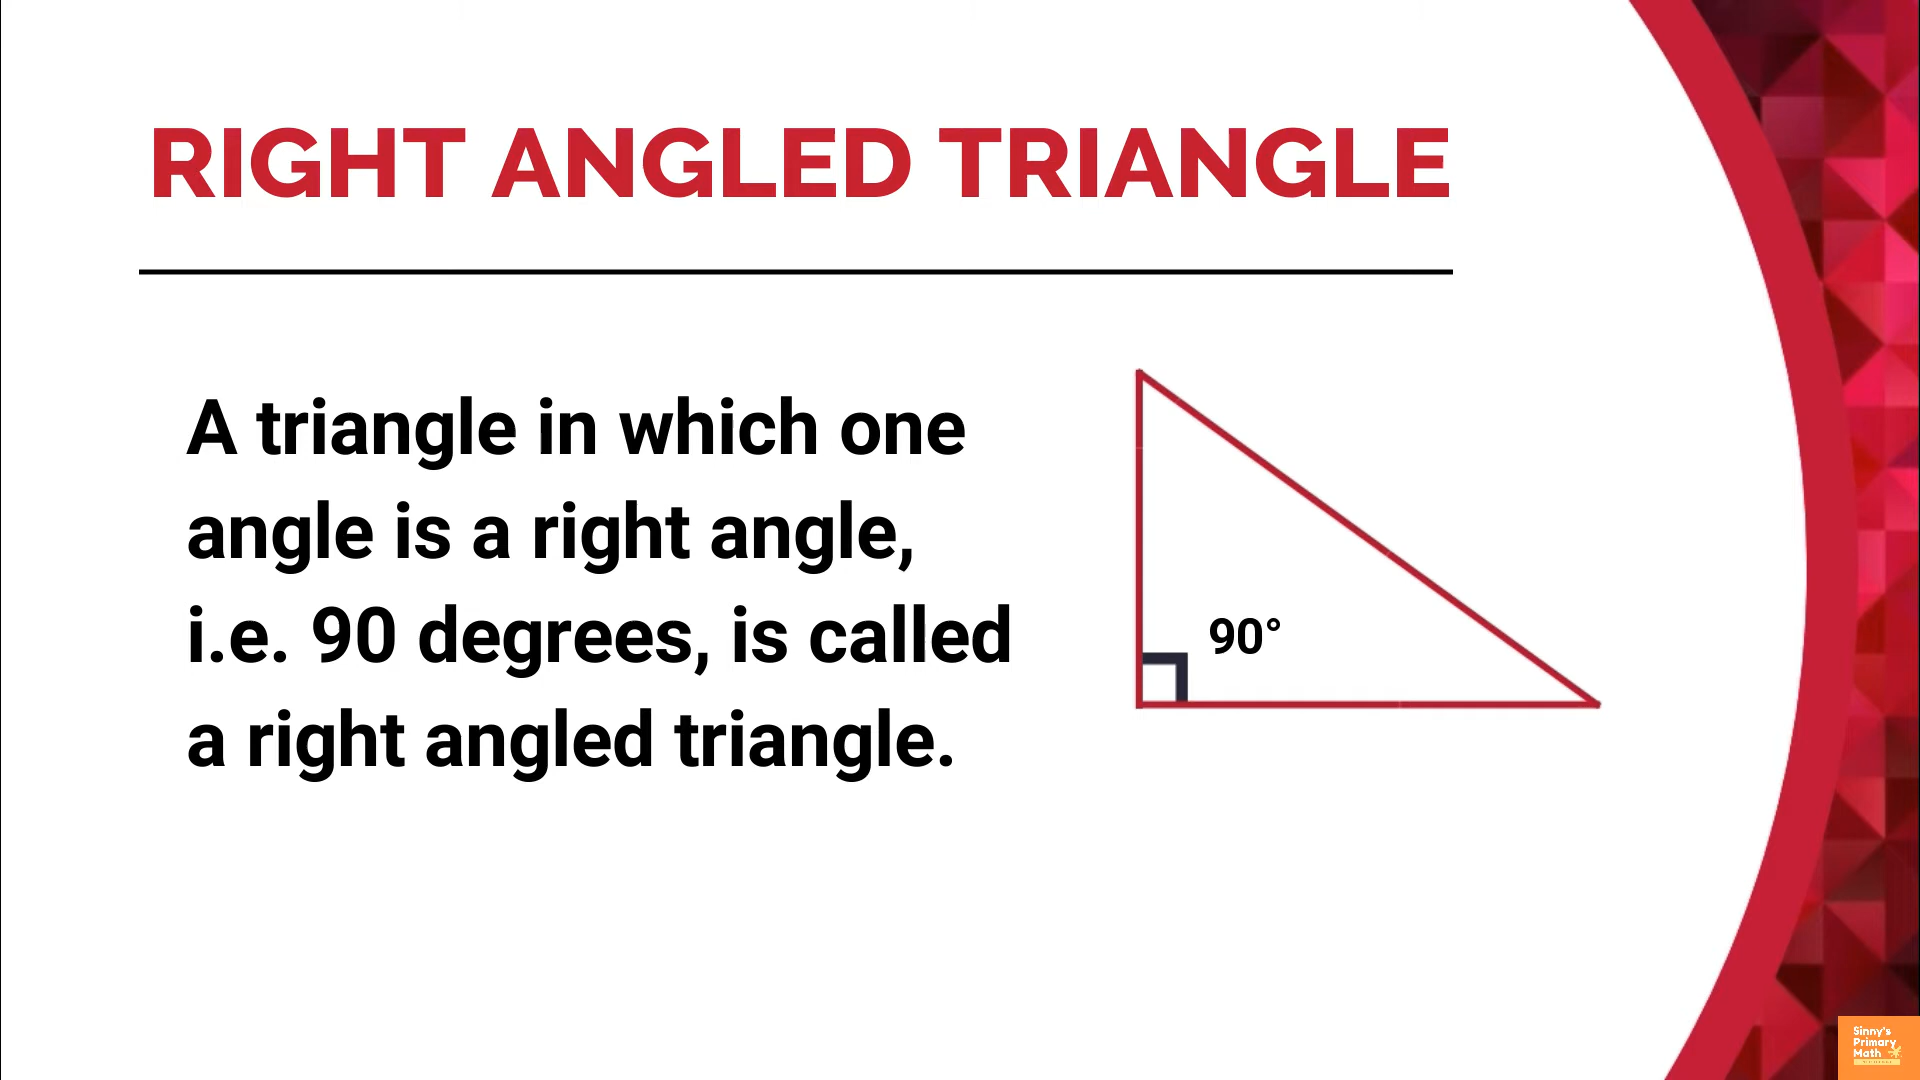 RIGHT ANGLED TRIANGLE
A triangle in which one
angle is a right angle,
i.e. 90 degrees, is called
a right angled triangle.
90°
Sinny's
Primary
Math